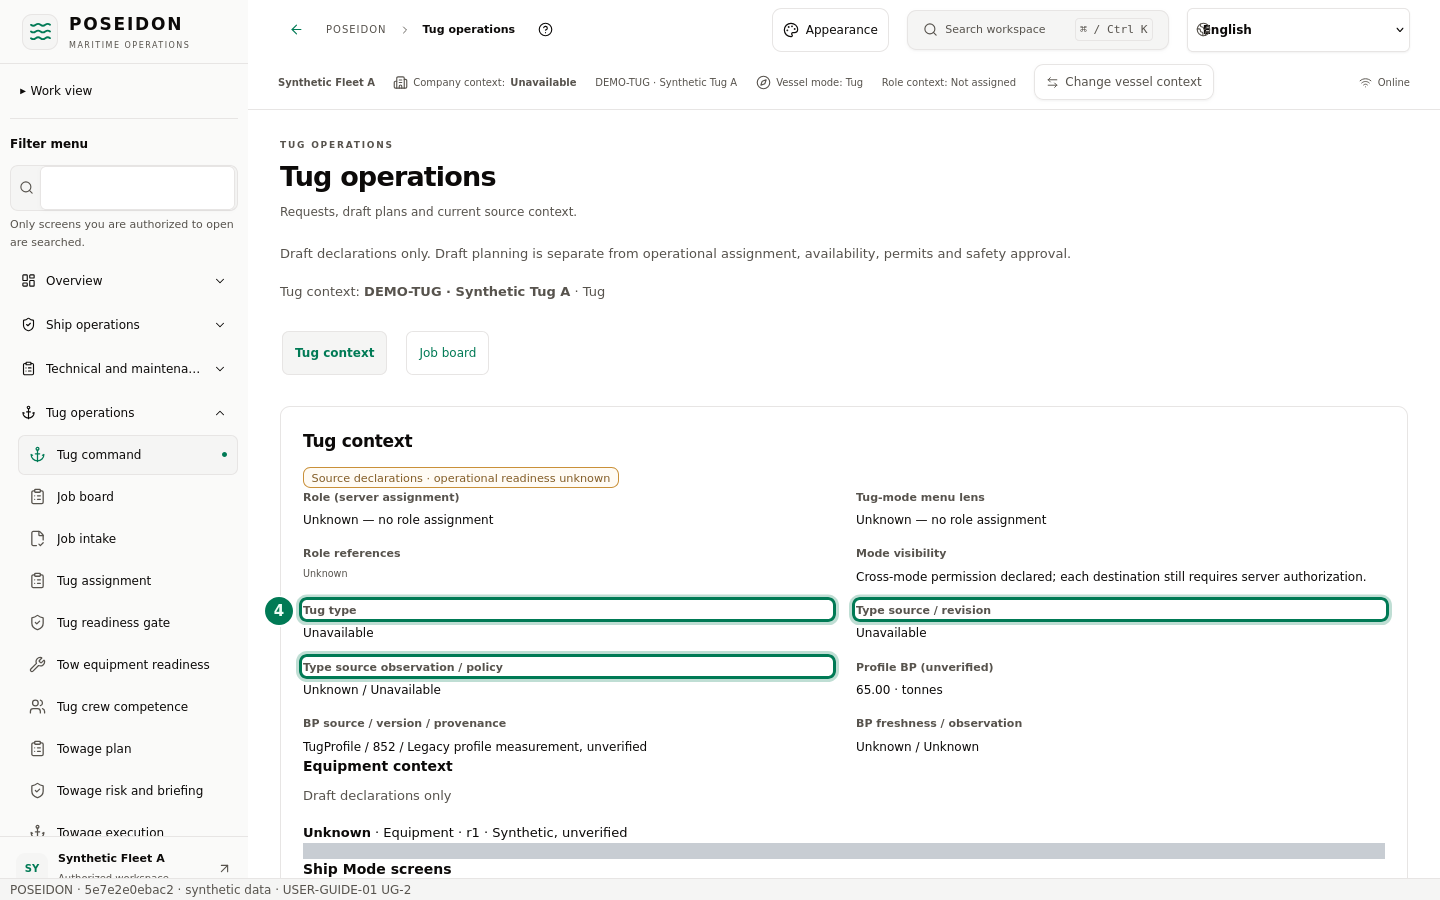 POSEIDON
MARITIME OPERATIONS
▸ Work view
Filter menu
Only screens you are authorized to open
are searched.
Overview
Ship operations
Technical and maintena...
Tug operations
Tug command
Job board
Job intake
Tug assignment
Tug readiness gate
Tow equipment readiness
Tug crew competence
Towage plan
Towage risk and briefing
Towage execution
SY
Synthetic Fleet A
Authorized workspace
POSEIDON > Tug operations
Appearance
Search workspace
⌘ / Ctrl K
English
Synthetic Fleet A
Company context: Unavailable
DEMO-TUG · Synthetic Tug A
Vessel mode: Tug
Role context: Not assigned
Change vessel context
Online
TUG OPERATIONS
Tug operations
Requests, draft plans and current source context.
Draft declarations only. Draft planning is separate from operational assignment, availability, permits and safety approval.
Tug context: DEMO-TUG · Synthetic Tug A · Tug
Tug context
Job board
Tug context
Source declarations · operational readiness unknown
Role (server assignment)
Unknown — no role assignment
Tug-mode menu lens
Unknown — no role assignment
Role references
Unknown
Mode visibility
Cross-mode permission declared; each destination still requires server authorization.
4
Tug type
Unavailable
Type source / revision
Unavailable
Type source observation / policy
Unknown / Unavailable
Profile BP (unverified)
65.00 · tonnes
BP source / version / provenance
TugProfile / 852 / Legacy profile measurement, unverified
BP freshness / observation
Unknown / Unknown
Equipment context
Draft declarations only
Unknown · Equipment · r1 · Synthetic, unverified
Ship Mode screens
POSEIDON · 5e7e2e0ebac2 · synthetic data · USER-GUIDE-01 UG-2